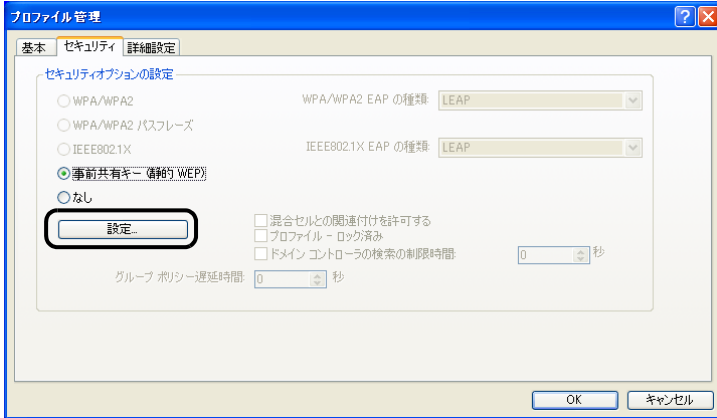 プロファイル管理
基本 セキュリティ 詳細設定
セキュリティオプションの設定
WPA/WPA2 WPA/WPA2 EAP の種類: LEAP
WPA/WPA2 パスフレーズ
IEEE802.1X IEEE802.1X EAP の種類: LEAP
事前共有キー (静的 WEP)
なし
設定... 混合セルとの関連付けを許可する
プロファイル - ロック済み
ドメイン コントローラの検索の制限時間: 0 秒
グループ ポリシー遅延時間: 0 秒
OK キャンセル